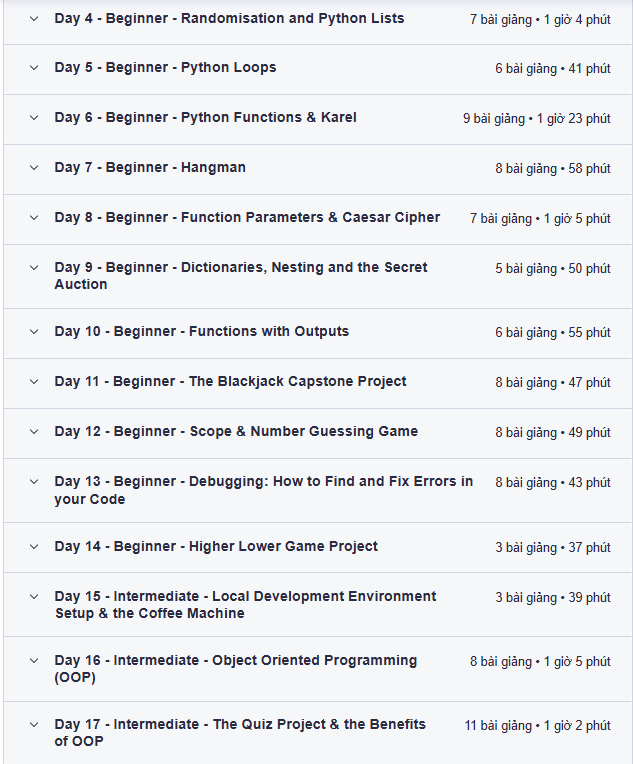 Day 4 - Beginner - Randomisation and Python Lists
7 bài giảng • 1 giờ 4 phút
Day 5 - Beginner - Python Loops
6 bài giảng • 41 phút
Day 6 - Beginner - Python Functions & Karel
9 bài giảng • 1 giờ 23 phút
Day 7 - Beginner - Hangman
8 bài giảng • 58 phút
Day 8 - Beginner - Function Parameters & Caesar Cipher
7 bài giảng • 1 giờ 5 phút
Day 9 - Beginner - Dictionaries, Nesting and the Secret
Auction
5 bài giảng • 50 phút
Day 10 - Beginner - Functions with Outputs
6 bài giảng • 55 phút
Day 11 - Beginner - The Blackjack Capstone Project
8 bài giảng • 47 phút
Day 12 - Beginner - Scope & Number Guessing Game
8 bài giảng • 49 phút
Day 13 - Beginner - Debugging: How to Find and Fix Errors in
your Code
8 bài giảng • 43 phút
Day 14 - Beginner - Higher Lower Game Project
3 bài giảng • 37 phút
Day 15 - Intermediate - Local Development Environment
Setup & the Coffee Machine
3 bài giảng • 39 phút
Day 16 - Intermediate - Object Oriented Programming
(OOP)
8 bài giảng • 1 giờ 5 phút
Day 17 - Intermediate - The Quiz Project & the Benefits
of OOP
11 bài giảng • 1 giờ 2 phút